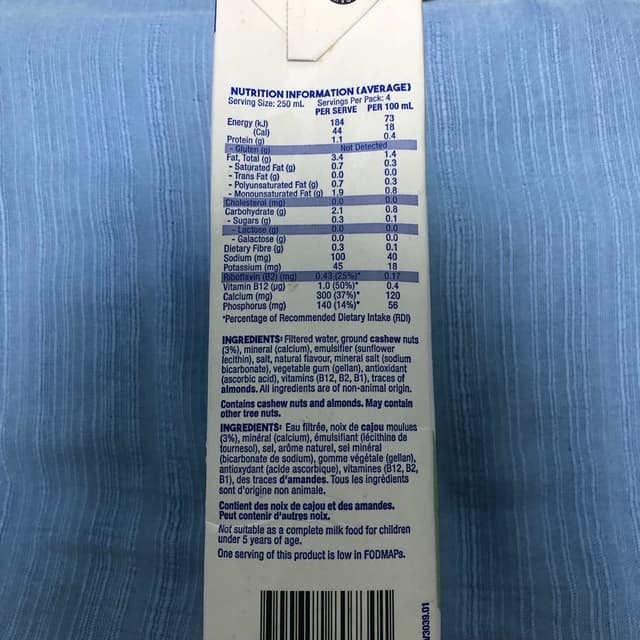 NUTRITION INFORMATION (AVERAGE)
Serving Size: 250 mL Servings Per Pack: 4
PER SERVE PER 100 mL
Energy (kJ) 184 73
(Cal) 44 18
Protein (g) 1.1 0.4
- Gluten (g) Not Detected
Fat, Total (g) 3.4 1.4
- Saturated Fat (g) 0.7 0.3
- Trans Fat (g) 0.0 0.0
- Polyunsaturated Fat (g) 0.7 0.3
- Monounsaturated Fat (g) 1.9 0.8
Cholesterol (mg) 0.0 0.0
Carbohydrate (g) 2.1 0.8
- Sugars (g) 0.3 0.1
- Lactose (g) 0.0 0.0
- Galactose (g) 0.0 0.0
Dietary Fibre (g) 0.3 0.1
Sodium (mg) 100 40
Potassium (mg) 45 18
Riboflavin (B2) (mg) 0.43 (25%)* 0.17
Vitamin B12 (µg) 1.0 (50%)* 0.4
Calcium (mg) 300 (37%)* 120
Phosphorus (mg) 140 (14%)* 56
*Percentage of Recommended Dietary Intake (RDI)
INGREDIENTS: Filtered water, ground cashew nuts
(3%), mineral (calcium), emulsifier (sunflower
lecithin), salt, natural flavour, mineral salt (sodium
bicarbonate), vegetable gum (gellan), antioxidant
(ascorbic acid), vitamins (B12, B2, B1), traces of
almonds. All ingredients are of non-animal origin.
Contains cashew nuts and almonds. May contain
other tree nuts.
INGREDIENTS: Eau filtrée, noix de cajou moulues
(3%), minéral (calcium), émulsifiant (lécithine de
tournesol), sel, arôme naturel, sel minéral
(bicarbonate de sodium), gomme végétale (gellan),
antioxydant (acide ascorbique), vitamines (B12, B2,
B1), des traces d'amandes. Tous les ingrédients
sont d'origine non animale.
Contient des noix de cajou et des amandes.
Peut contenir d'autres noix.
Not suitable as a complete milk food for children
under 5 years of age.
One serving of this product is low in FODMAPs.
V3039.01